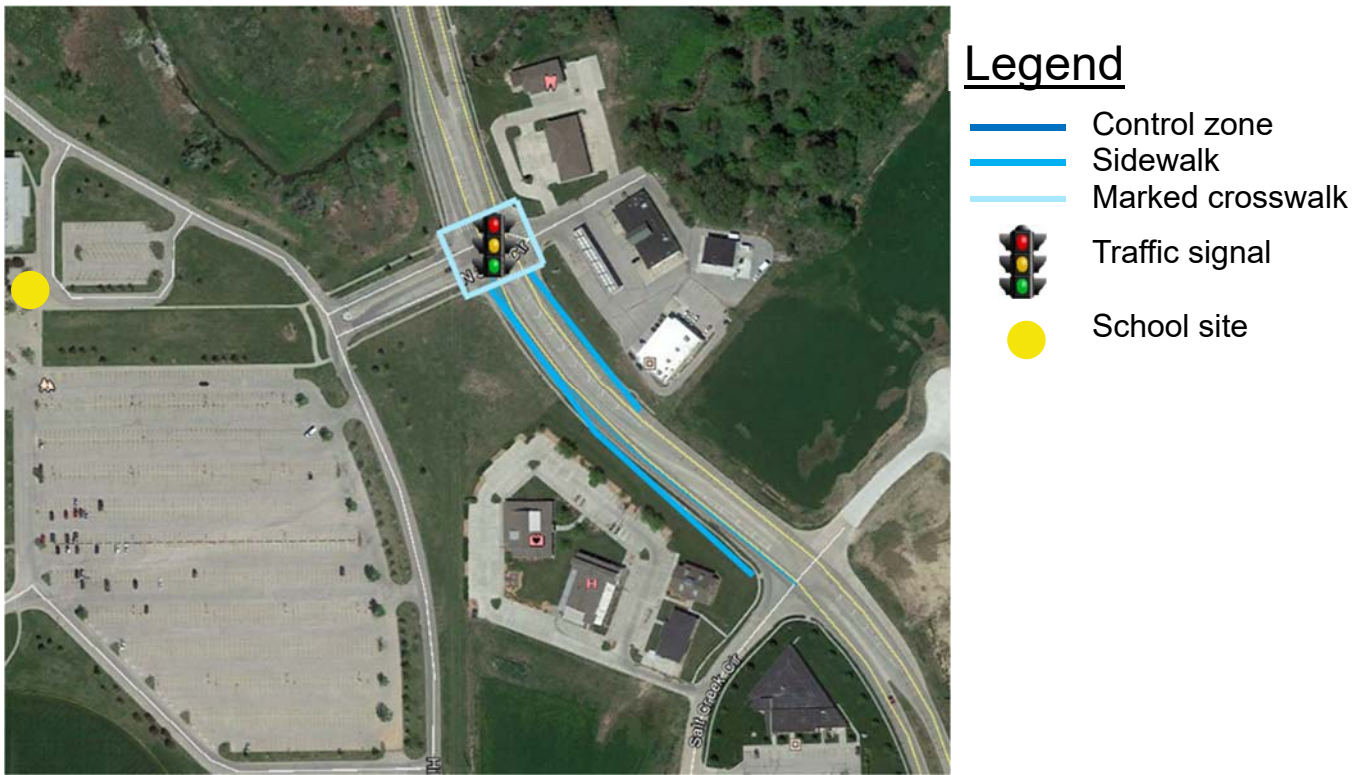 Legend
Control zone
Sidewalk
Marked crosswalk
Traffic signal
School site
Salt Creek Cir